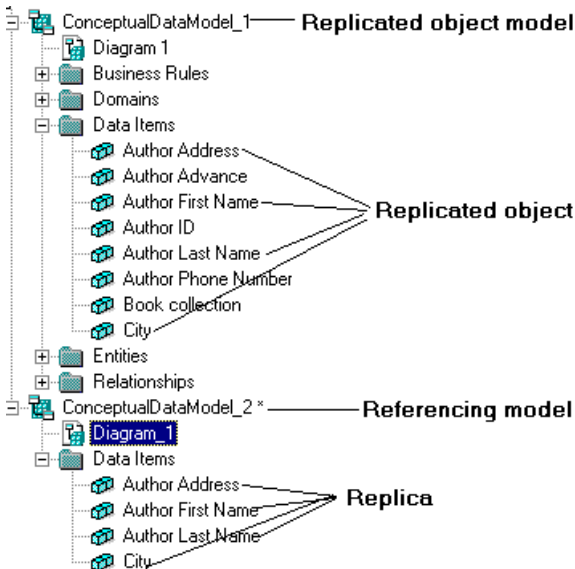 ConceptualDataModel_1 Replicated object model
Diagram 1
Business Rules
Domains
Data Items
Author Address
Author Advance
Author First Name
Replicated object
Author ID
Author Last Name
Author Phone Number
Book collection
City
Entities
Relationships
ConceptualDataModel_2 * Referencing model
Diagram_1
Data Items
Author Address
Replica
Author First Name
Author Last Name
City